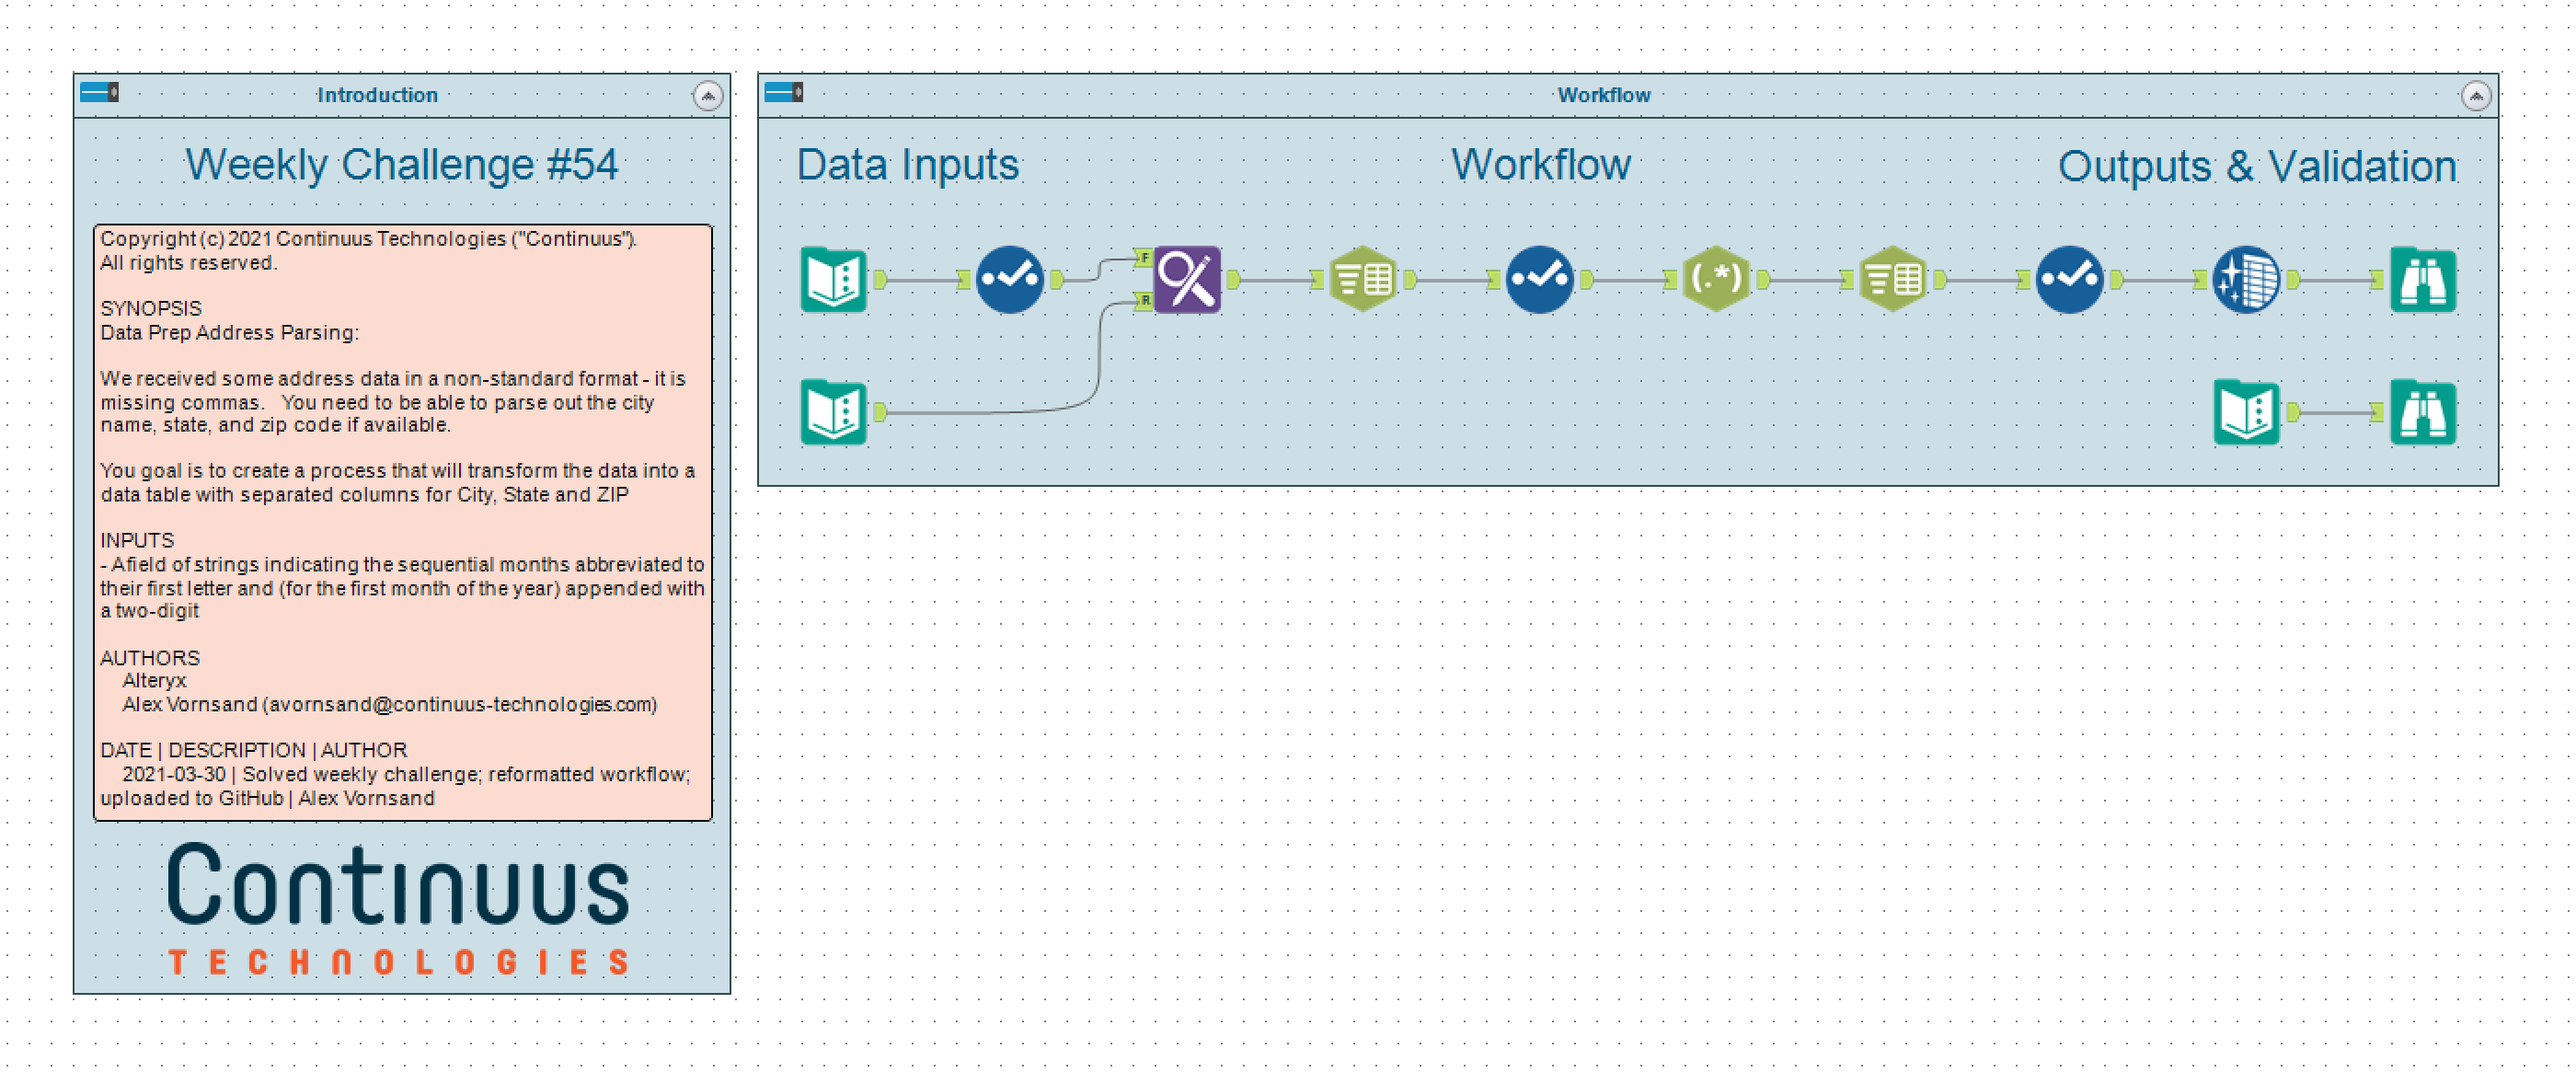 Introduction
Weekly Challenge #54
Copyright (c) 2021 Continuus Technologies ("Continuus").
All rights reserved.
SYNOPSIS
Data Prep Address Parsing:
We received some address data in a non-standard format - it is
missing commas.   You need to be able to parse out the city
name, state, and zip code if available.
You goal is to create a process that will transform the data into a
data table with separated columns for City, State and ZIP
INPUTS
- A field of strings indicating the sequential months abbreviated to
their first letter and (for the first month of the year) appended with
a two-digit
AUTHORS
Alteryx
Alex Vornsand (avornsand@continuus-technologies.com)
DATE | DESCRIPTION | AUTHOR
2021-03-30 | Solved weekly challenge; reformatted workflow;
uploaded to GitHub | Alex Vornsand
Continuus
TECHNOLOGIES
Workflow
Data Inputs
Workflow
Outputs & Validation
F
R
(.*)